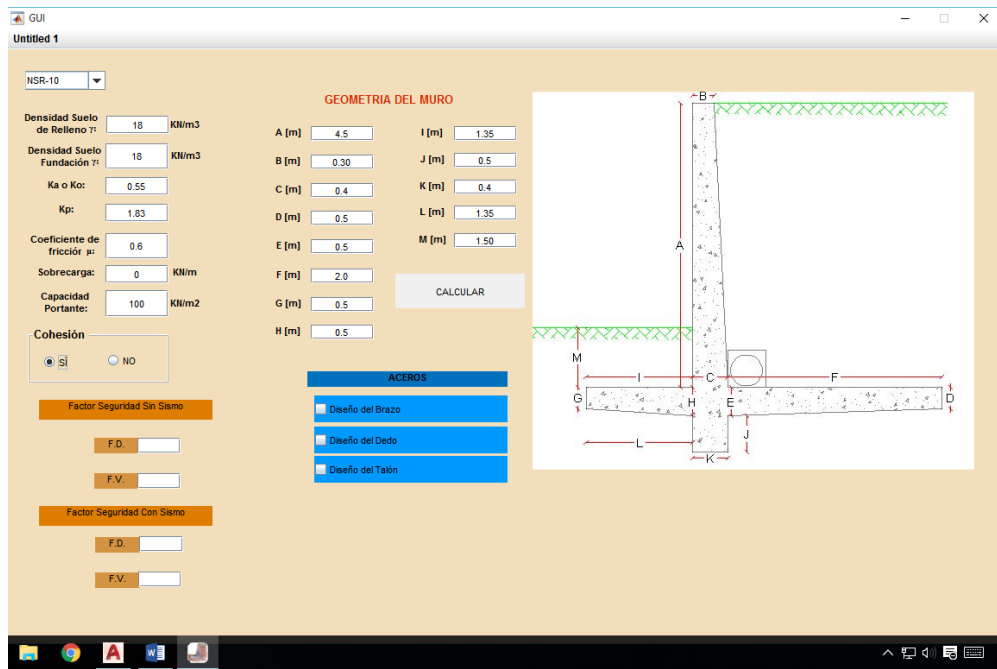 GUI
Untitled 1
NSR-10
Densidad Suelo
de Relleno γ:
18
KN/m3
Densidad Suelo
Fundación γ:
18
KN/m3
Ka o Ko:
0.55
Kp:
1.83
Coeficiente de
fricción μ:
0.6
Sobrecarga:
0
KN/m
Capacidad
Portante:
100
KN/m2
Cohesión
SÌ
NO
Factor Seguridad Sin Sismo
F.D.
F.V.
Factor Seguridad Con Sismo
F.D.
F.V.
GEOMETRIA DEL MURO
A [m] 4.5
B [m] 0.30
C [m] 0.4
D [m] 0.5
E [m] 0.5
F [m] 2.0
G [m] 0.5
H [m] 0.5
I [m] 1.35
J [m] 0.5
K [m] 0.4
L [m] 1.35
M [m] 1.50
CALCULAR
ACEROS
Diseño del Brazo
Diseño del Dedo
Diseño del Talón
B
A
M
I
C
F
G
H
E
D
J
L
K